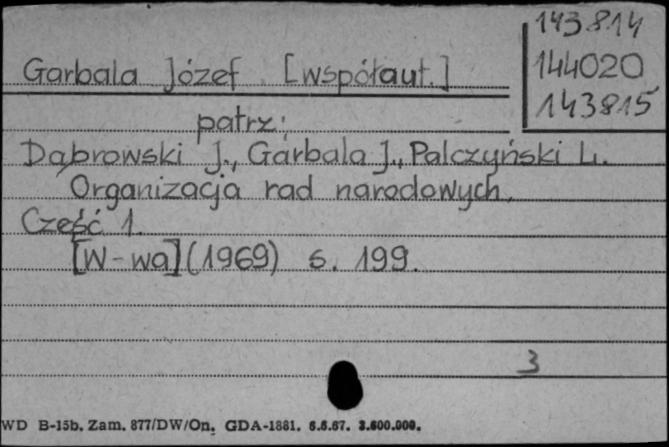 143814
Garbala Józef [współaut.]
144020
143815
patrz:
Dąbrowski J., Garbala J., Palczyński L.
Organizacja rad narodowych.
Część 1.
[W-wa] (1969) s. 199.
3
WD B-15b. Zam. 877/DW/On. GDA-1881. 6.6.67. 3.600.000.